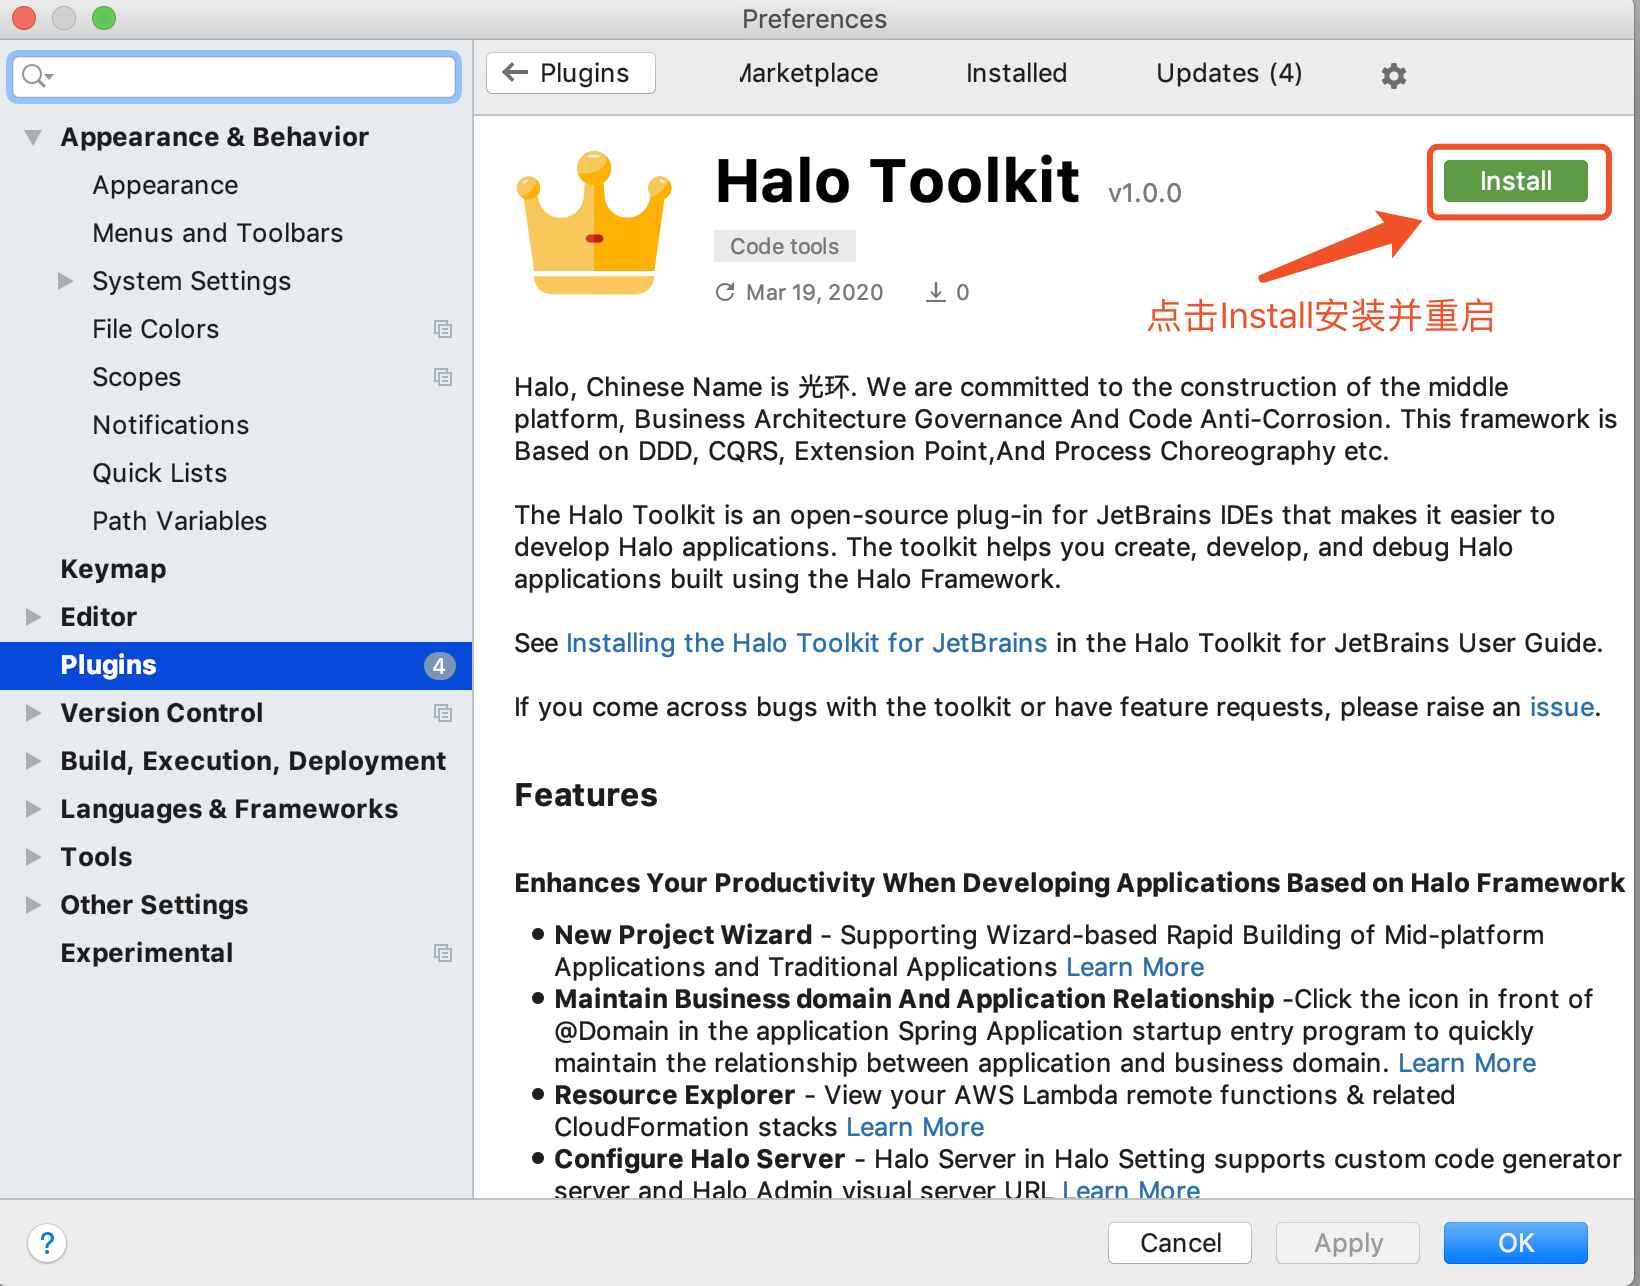 Preferences
← Plugins
Marketplace
Installed
Updates (4)
Appearance & Behavior
Appearance
Menus and Toolbars
System Settings
File Colors
Scopes
Notifications
Quick Lists
Path Variables
Keymap
Editor
Plugins 4
Version Control
Build, Execution, Deployment
Languages & Frameworks
Tools
Other Settings
Experimental
Halo Toolkit v1.0.0
Install
Code tools
Mar 19, 2020 0
点击Install安装并重启
Halo, Chinese Name is 光环. We are committed to the construction of the middle
platform, Business Architecture Governance And Code Anti-Corrosion. This framework is
Based on DDD, CQRS, Extension Point,And Process Choreography etc.
The Halo Toolkit is an open-source plug-in for JetBrains IDEs that makes it easier to
develop Halo applications. The toolkit helps you create, develop, and debug Halo
applications built using the Halo Framework.
See Installing the Halo Toolkit for JetBrains in the Halo Toolkit for JetBrains User Guide.
If you come across bugs with the toolkit or have feature requests, please raise an issue.
Features
Enhances Your Productivity When Developing Applications Based on Halo Framework
• New Project Wizard - Supporting Wizard-based Rapid Building of Mid-platform
Applications and Traditional Applications Learn More
• Maintain Business domain And Application Relationship -Click the icon in front of
@Domain in the application Spring Application startup entry program to quickly
maintain the relationship between application and business domain. Learn More
• Resource Explorer - View your AWS Lambda remote functions & related
CloudFormation stacks Learn More
• Configure Halo Server - Halo Server in Halo Setting supports custom code generator
server and Halo Admin visual server URL Learn More
?
Cancel
Apply
OK